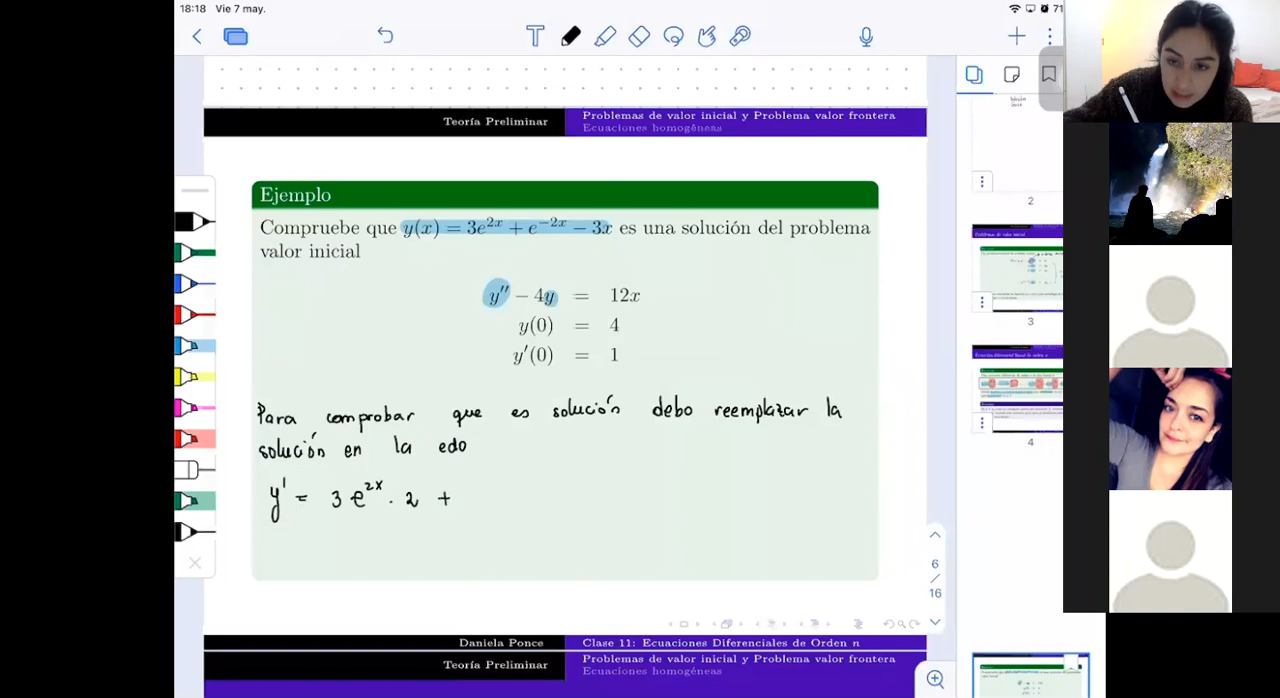 18:18 Vie 7 may.
71
Teoría Preliminar
Problemas de valor inicial y Problema valor frontera
Ecuaciones homogéneas
Ejemplo
Compruebe que y(x) = 3e^{2x} + e^{−2x} − 3x es una solución del problema
valor inicial
y'' − 4y = 12x
y(0) = 4
y'(0) = 1
Para comprobar que es solución debo reemplazar la
solución en la edo
y' = 3 e^{2x} · 2 +
2
3
4
6
/
16
Daniela Ponce
Clase 11: Ecuaciones Diferenciales de Orden n
Teoría Preliminar
Problemas de valor inicial y Problema valor frontera
Ecuaciones homogéneas